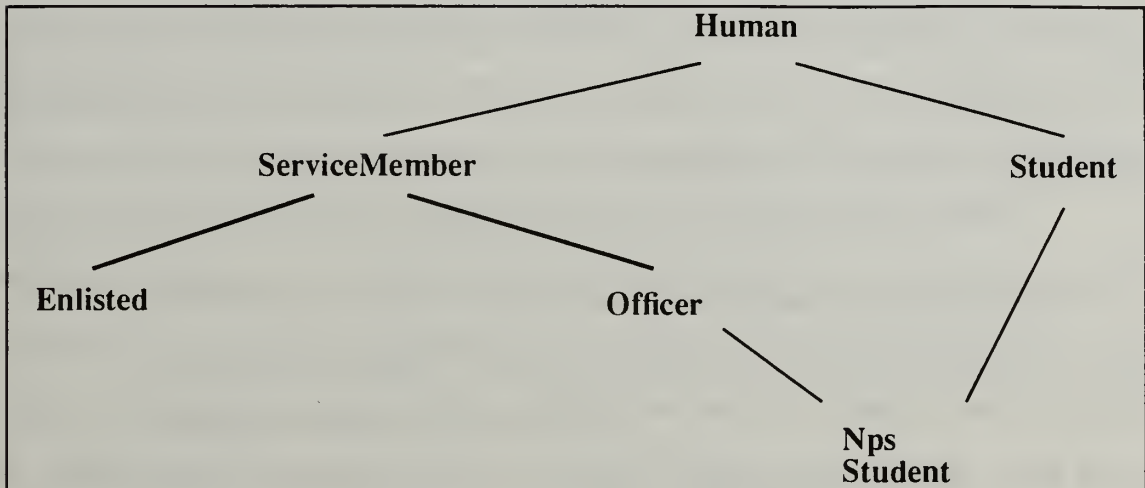 Human
ServiceMember
Student
Enlisted
Officer
Nps
Student